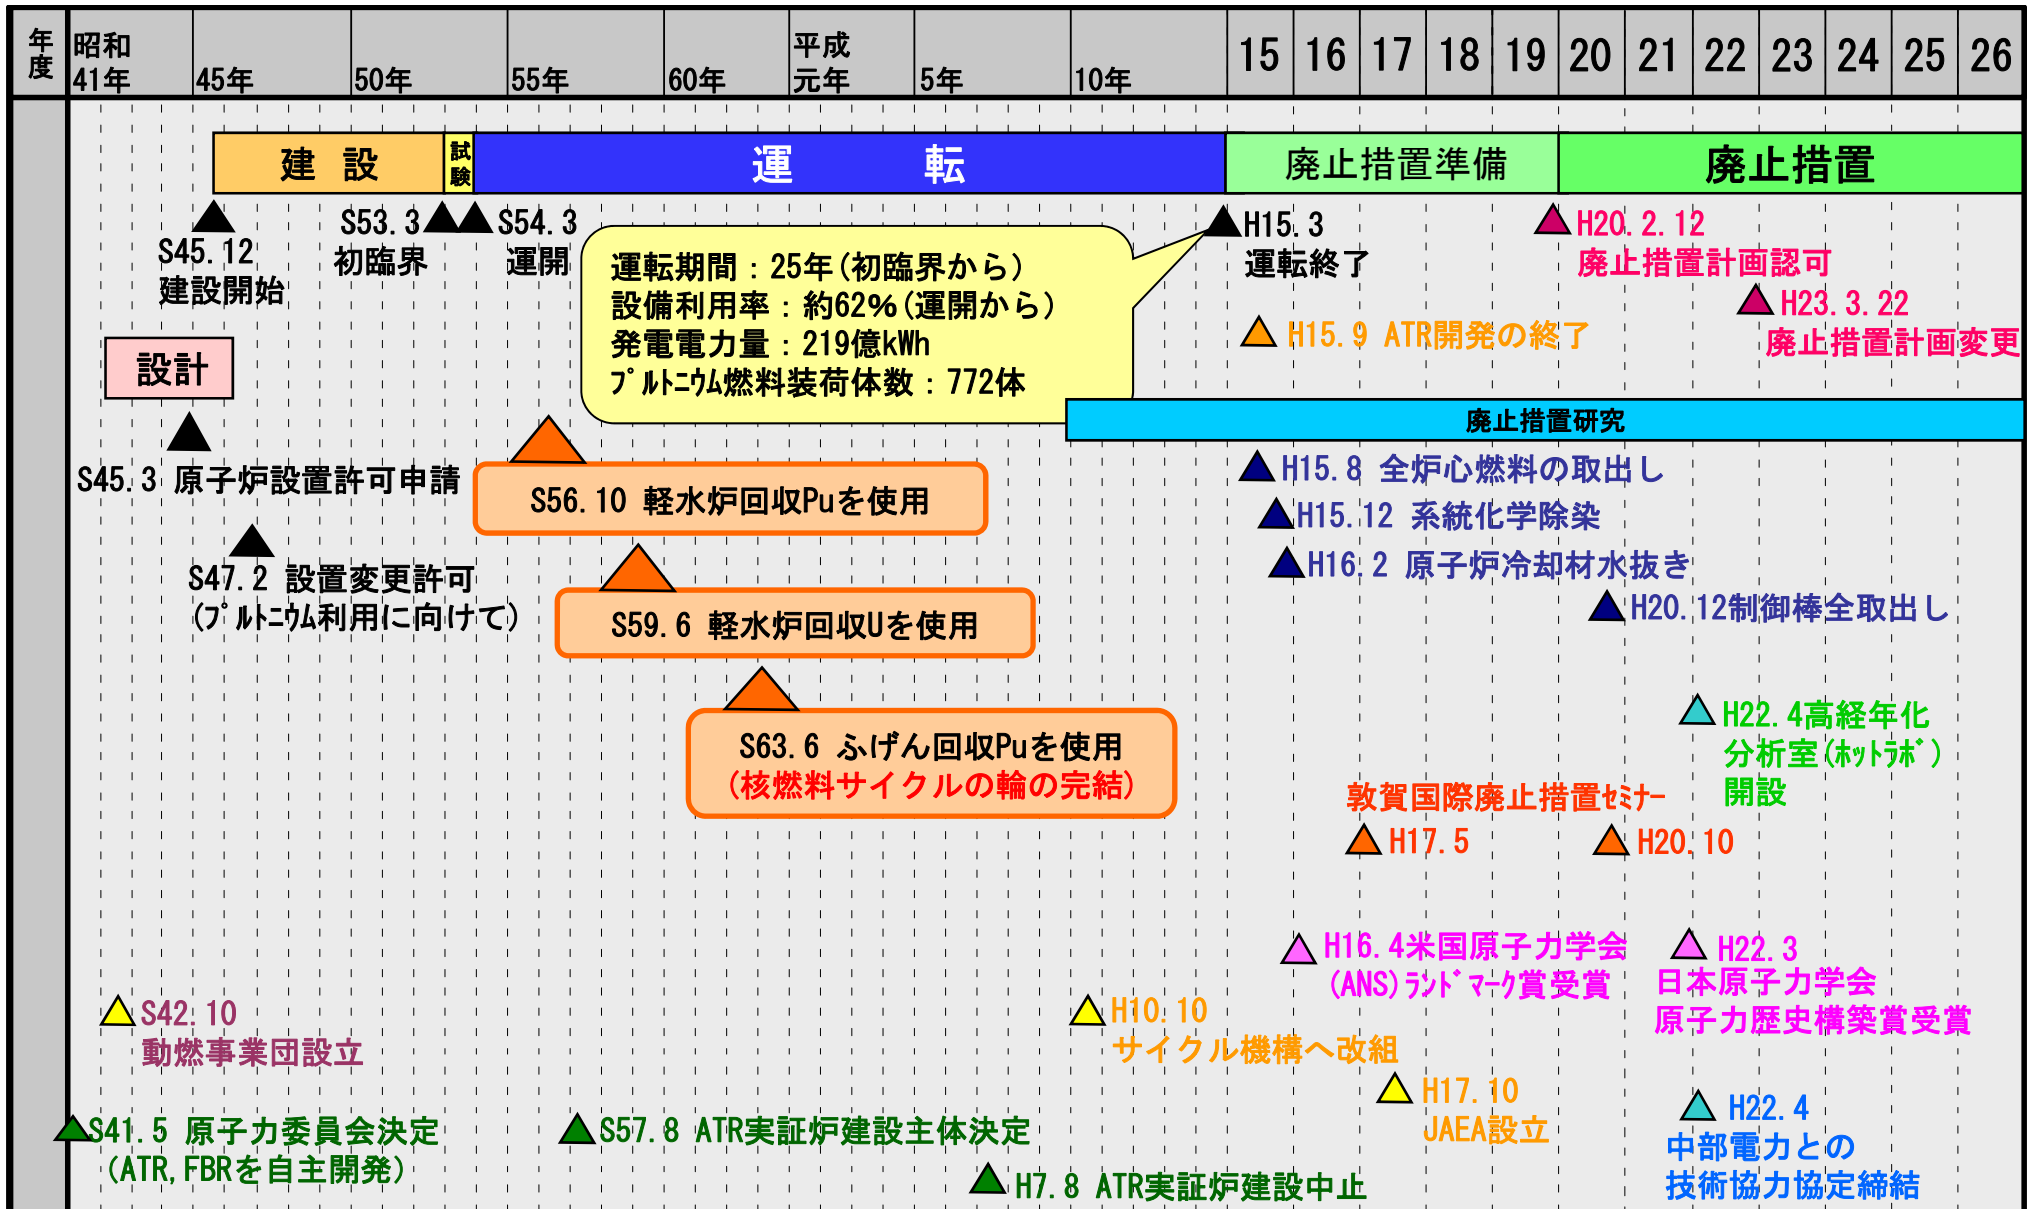 年度
昭和
41年
45年
50年
55年
60年
平成
元年
5年
10年
15
16
17
18
19
20
21
22
23
24
25
26
建設
試験
運転
廃止措置準備
廃止措置
S45.12
建設開始
S53.3
初臨界
S54.3
運開
H15.3
運転終了
H20.2.12
廃止措置計画認可
H23.3.22
廃止措置計画変更
運転期間：25年(初臨界から)
設備利用率：約62%(運開から)
発電電力量：219億kWh
ﾌﾟﾙﾄﾆｳﾑ燃料装荷体数：772体
H15.9 ATR開発の終了
設計
廃止措置研究
S45.3 原子炉設置許可申請
S56.10 軽水炉回収Puを使用
H15.8 全炉心燃料の取出し
H15.12 系統化学除染
H16.2 原子炉冷却材水抜き
H20.12制御棒全取出し
S47.2 設置変更許可
(ﾌﾟﾙﾄﾆｳﾑ利用に向けて)
S59.6 軽水炉回収Uを使用
S63.6 ふげん回収Puを使用
(核燃料サイクルの輪の完結)
H22.4高経年化
分析室(ﾎｯﾄﾗﾎﾞ)
開設
敦賀国際廃止措置ｾﾐﾅｰ
H17.5
H20.10
H16.4米国原子力学会
(ANS)ﾗﾝﾄﾞﾏｰｸ賞受賞
H22.3
日本原子力学会
原子力歴史構築賞受賞
S42.10
動燃事業団設立
H10.10
サイクル機構へ改組
H17.10
JAEA設立
H22.4
中部電力との
技術協力協定締結
S41.5 原子力委員会決定
(ATR,FBRを自主開発)
S57.8 ATR実証炉建設主体決定
H7.8 ATR実証炉建設中止